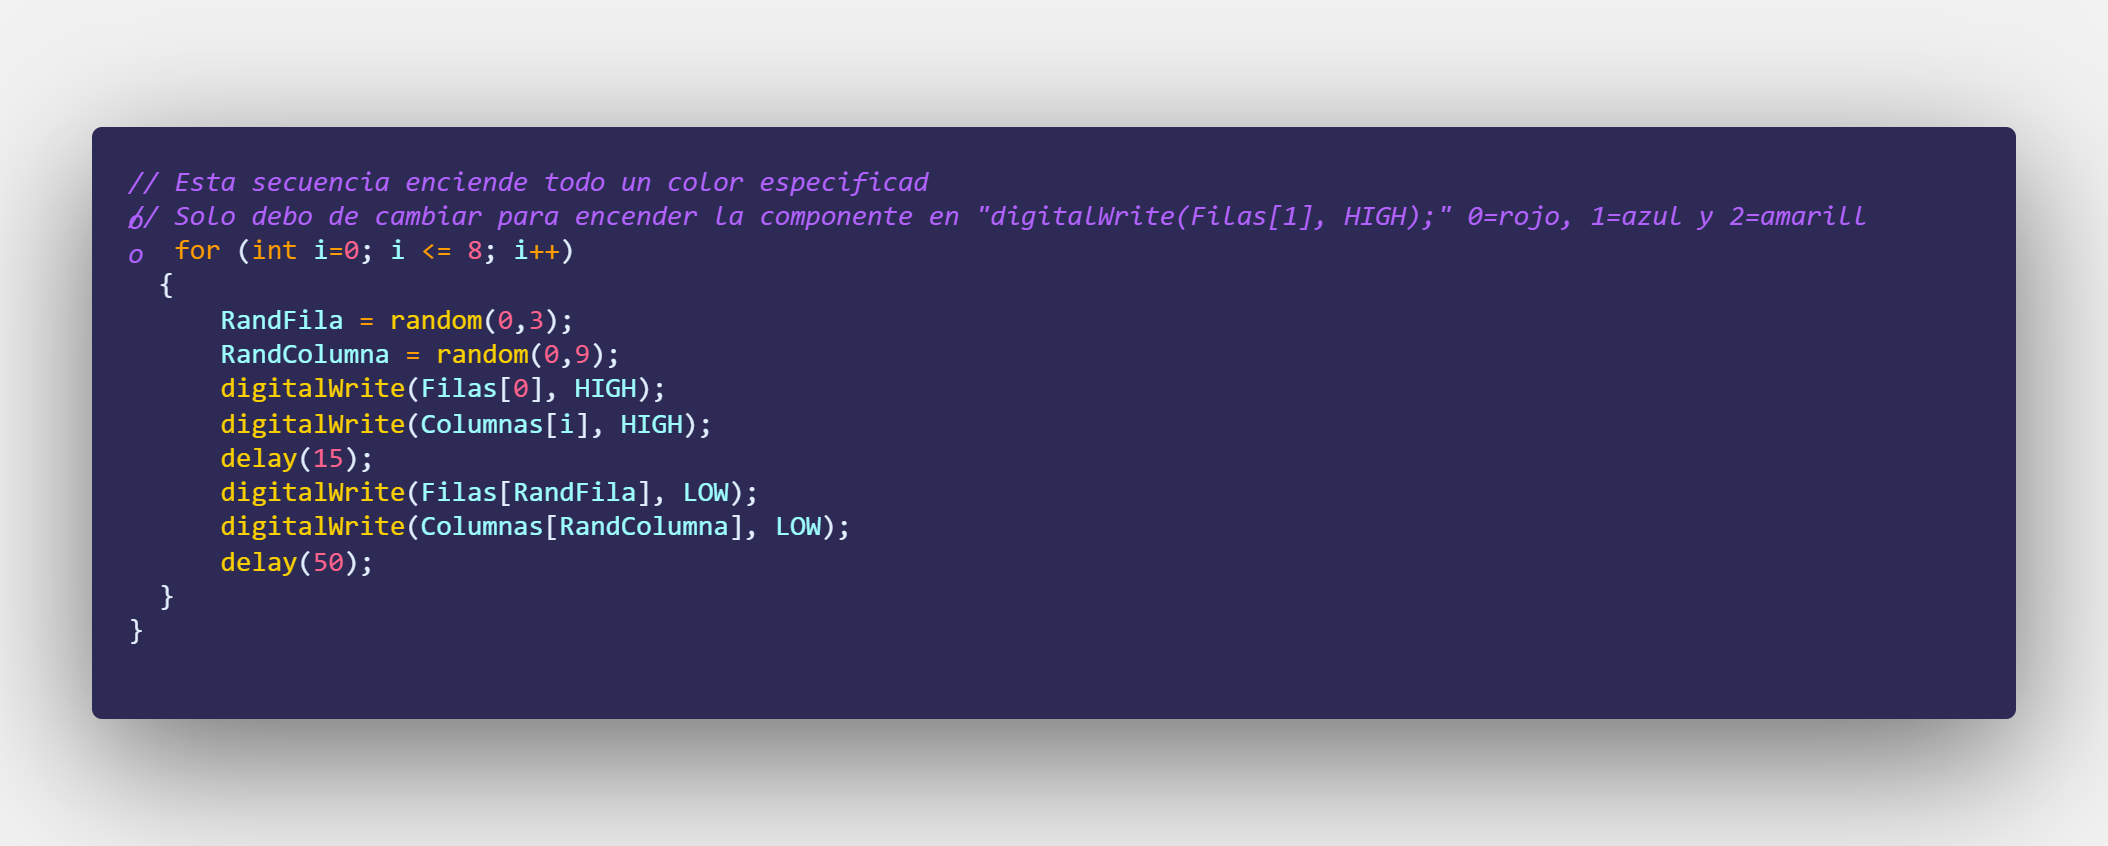 // Esta secuencia enciende todo un color especificad
o
// Solo debo de cambiar para encender la componente en "digitalWrite(Filas[1], HIGH);" 0=rojo, 1=azul y 2=amarill
o
for (int i=0; i <= 8; i++)
{
RandFila = random(0,3);
RandColumna = random(0,9);
digitalWrite(Filas[0], HIGH);
digitalWrite(Columnas[i], HIGH);
delay(15);
digitalWrite(Filas[RandFila], LOW);
digitalWrite(Columnas[RandColumna], LOW);
delay(50);
}
}